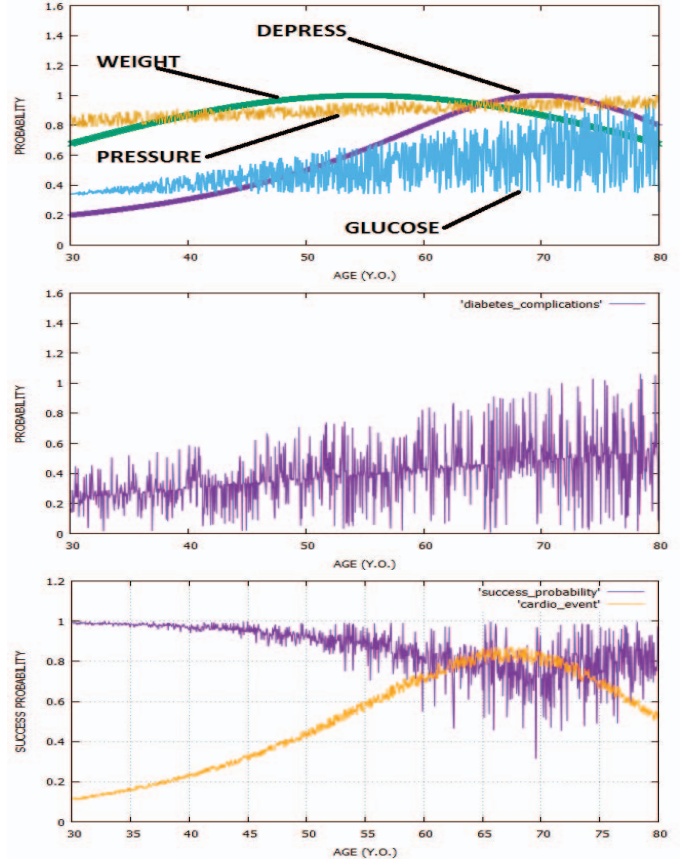 1.6
DEPRESS
1.4
WEIGHT
1.2
1
PROBABILITY
0.8
PRESSURE
0.6
0.4
GLUCOSE
0.2
0
30 40 50 60 70 80
AGE (Y.O.)
1.6
'diabetes_complications'
1.4
1.2
1
PROBABILITY
0.8
0.6
0.4
0.2
0
30 40 50 60 70 80
AGE (Y.O.)
1.2
'success_probability'
'cardio_event'
1
0.8
SUCCESS PROBABILITY
0.6
0.4
0.2
0
30 35 40 45 50 55 60 65 70 75 80
AGE (Y.O.)